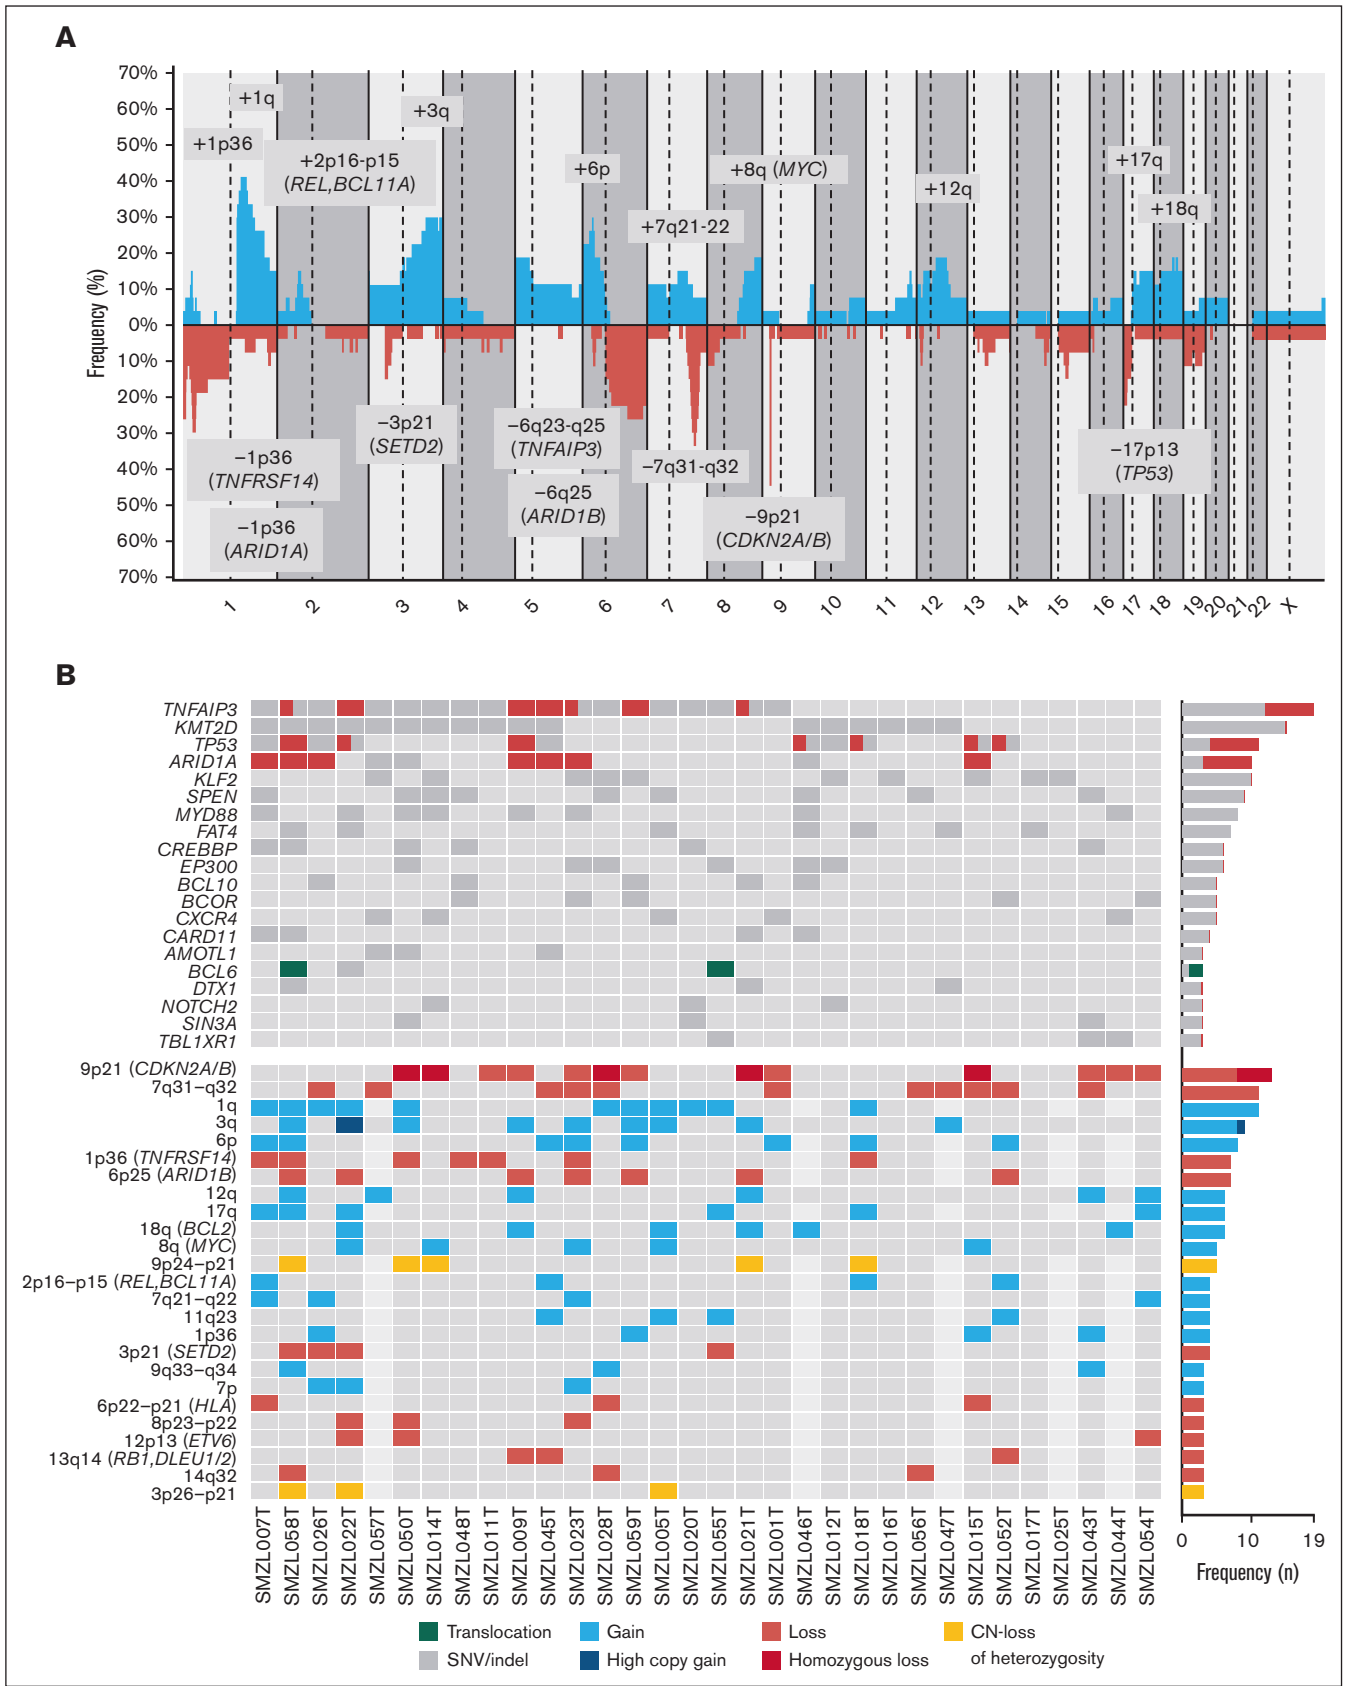 A
70%
60%
50%
40%
30%
20%
10%
0%
10%
20%
30%
40%
50%
60%
70%
Frequency (%)
+1q
+1p36
+2p16-p15
(REL,BCL11A)
+3q
+6p
+7q21-22
+8q (MYC)
+12q
+17q
+18q
−1p36
(TNFRSF14)
−1p36
(ARID1A)
−3p21
(SETD2)
−6q23-q25
(TNFAIP3)
−6q25
(ARID1B)
−7q31-q32
−9p21
(CDKN2A/B)
−17p13
(TP53)
1 2 3 4 5 6 7 8 9 10 11 12 13 14 15 16 17 18 19 20 21 22 X
B
TNFAIP3
KMT2D
TP53
ARID1A
KLF2
SPEN
MYD88
FAT4
CREBBP
EP300
BCL10
BCOR
CXCR4
CARD11
AMOTL1
BCL6
DTX1
NOTCH2
SIN3A
TBL1XR1
9p21 (CDKN2A/B)
7q31–q32
1q
3q
6p
1p36 (TNFRSF14)
6p25 (ARID1B)
12q
17q
18q (BCL2)
8q (MYC)
9p24–p21
2p16–p15 (REL,BCL11A)
7q21–q22
11q23
1p36
3p21 (SETD2)
9q33–q34
7p
6p22–p21 (HLA)
8p23–p22
12p13 (ETV6)
13q14 (RB1,DLEU1/2)
14q32
3p26–p21
SMZL007T
SMZL058T
SMZL026T
SMZL022T
SMZL057T
SMZL050T
SMZL014T
SMZL048T
SMZL011T
SMZL009T
SMZL045T
SMZL023T
SMZL028T
SMZL059T
SMZL005T
SMZL020T
SMZL055T
SMZL021T
SMZL001T
SMZL046T
SMZL012T
SMZL018T
SMZL016T
SMZL056T
SMZL047T
SMZL015T
SMZL052T
SMZL017T
SMZL025T
SMZL043T
SMZL044T
SMZL054T
0 10 19
Frequency (n)
Translocation
SNV/indel
Gain
High copy gain
Loss
Homozygous loss
CN-loss
of heterozygosity